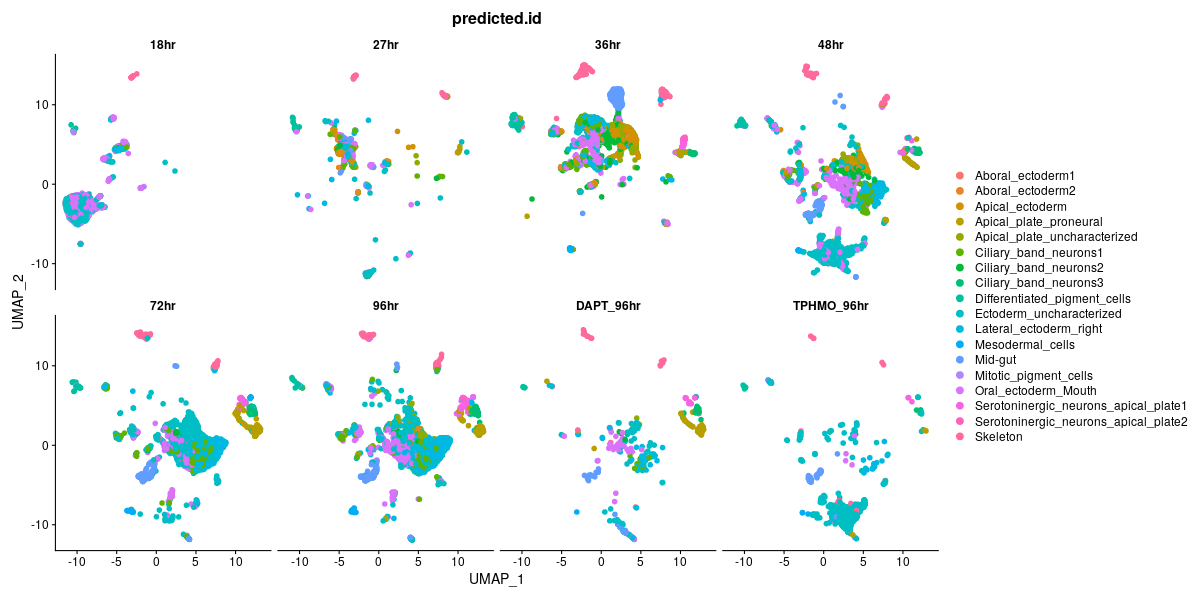 predicted.id
18hr 27hr 36hr 48hr
10
0
-10
72hr 96hr DAPT_96hr TPHMO_96hr
10
0
-10
-10 -5 0 5 10 -10 -5 0 5 10 -10 -5 0 5 10 -10 -5 0 5 10
UMAP_1
UMAP_2
Aboral_ectoderm1
Aboral_ectoderm2
Apical_ectoderm
Apical_plate_proneural
Apical_plate_uncharacterized
Ciliary_band_neurons1
Ciliary_band_neurons2
Ciliary_band_neurons3
Differentiated_pigment_cells
Ectoderm_uncharacterized
Lateral_ectoderm_right
Mesodermal_cells
Mid-gut
Mitotic_pigment_cells
Oral_ectoderm_Mouth
Serotoninergic_neurons_apical_plate1
Serotoninergic_neurons_apical_plate2
Skeleton